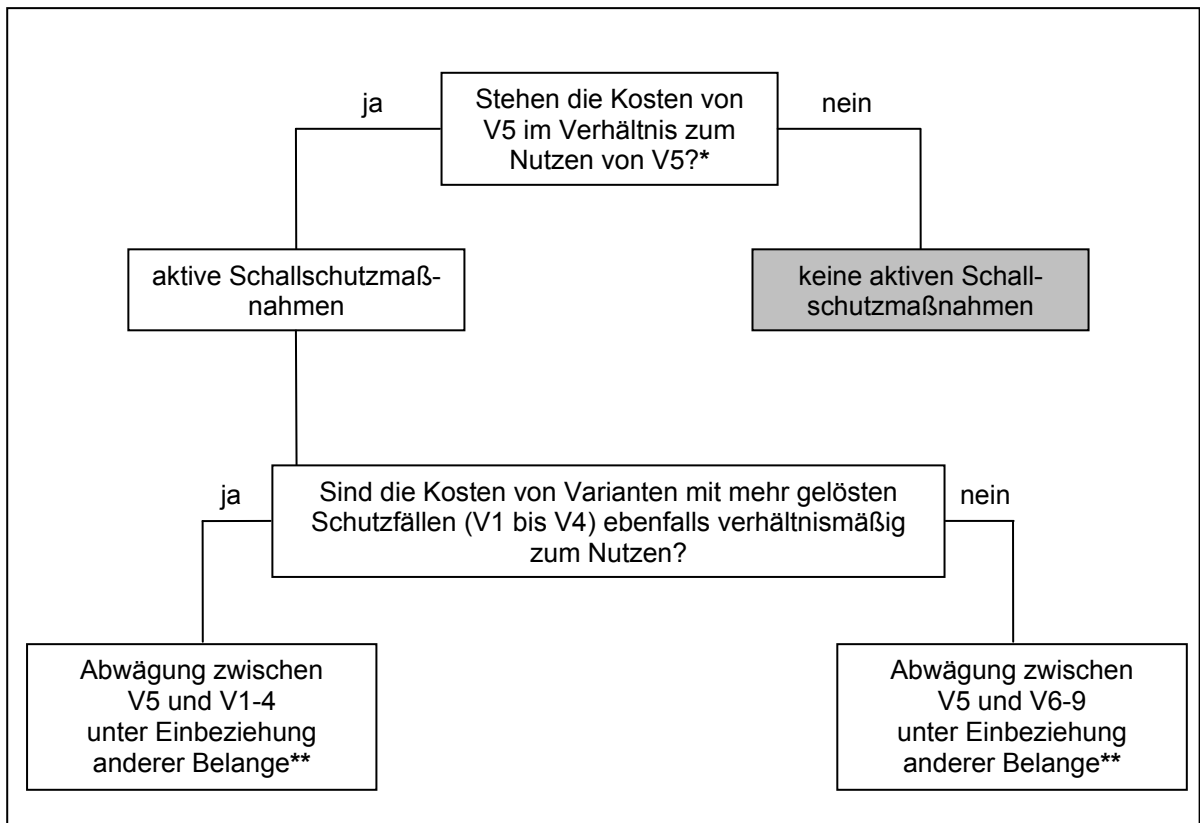 ja
Stehen die Kosten von
V5 im Verhältnis zum
Nutzen von V5?*
nein
aktive Schallschutzmaß-
nahmen
keine aktiven Schall-
schutzmaßnahmen
ja
Sind die Kosten von Varianten mit mehr gelösten
Schutzfällen (V1 bis V4) ebenfalls verhältnismäßig
zum Nutzen?
nein
Abwägung zwischen
V5 und V1-4
unter Einbeziehung
anderer Belange**
Abwägung zwischen
V5 und V6-9
unter Einbeziehung
anderer Belange**